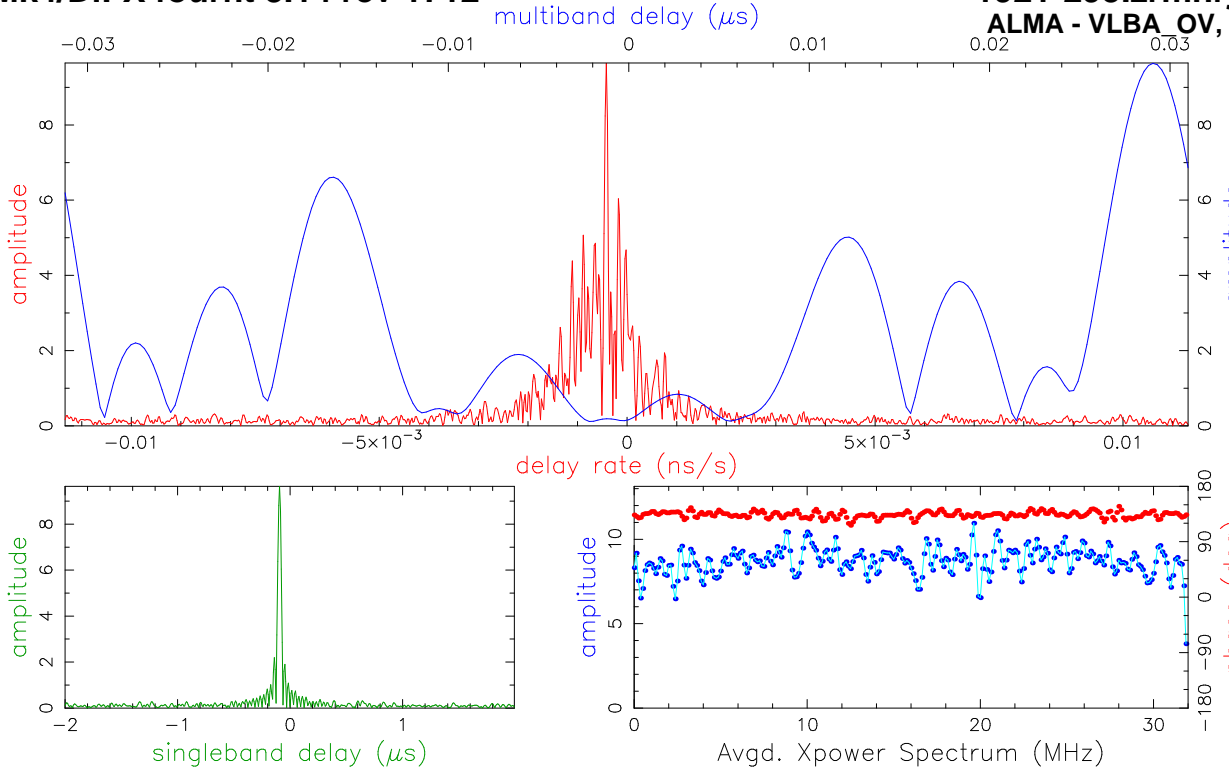 multiband delay (μs)
ALMA - VLBA_OV,
−0.03 −0.02 −0.01 0 0.01 0.02 0.03
amplitude
0 2 4 6 8
0 2 4 6 8
−0.01 −5×10⁻³ 0 5×10⁻³ 0.01
delay rate (ns/s)
amplitude
0 2 4 6 8
−2 −1 0 1
singleband delay (μs)
amplitude
0 5 10
−180 −90 0 90 180
0 10 20 30
Avgd. Xpower Spectrum (MHz)